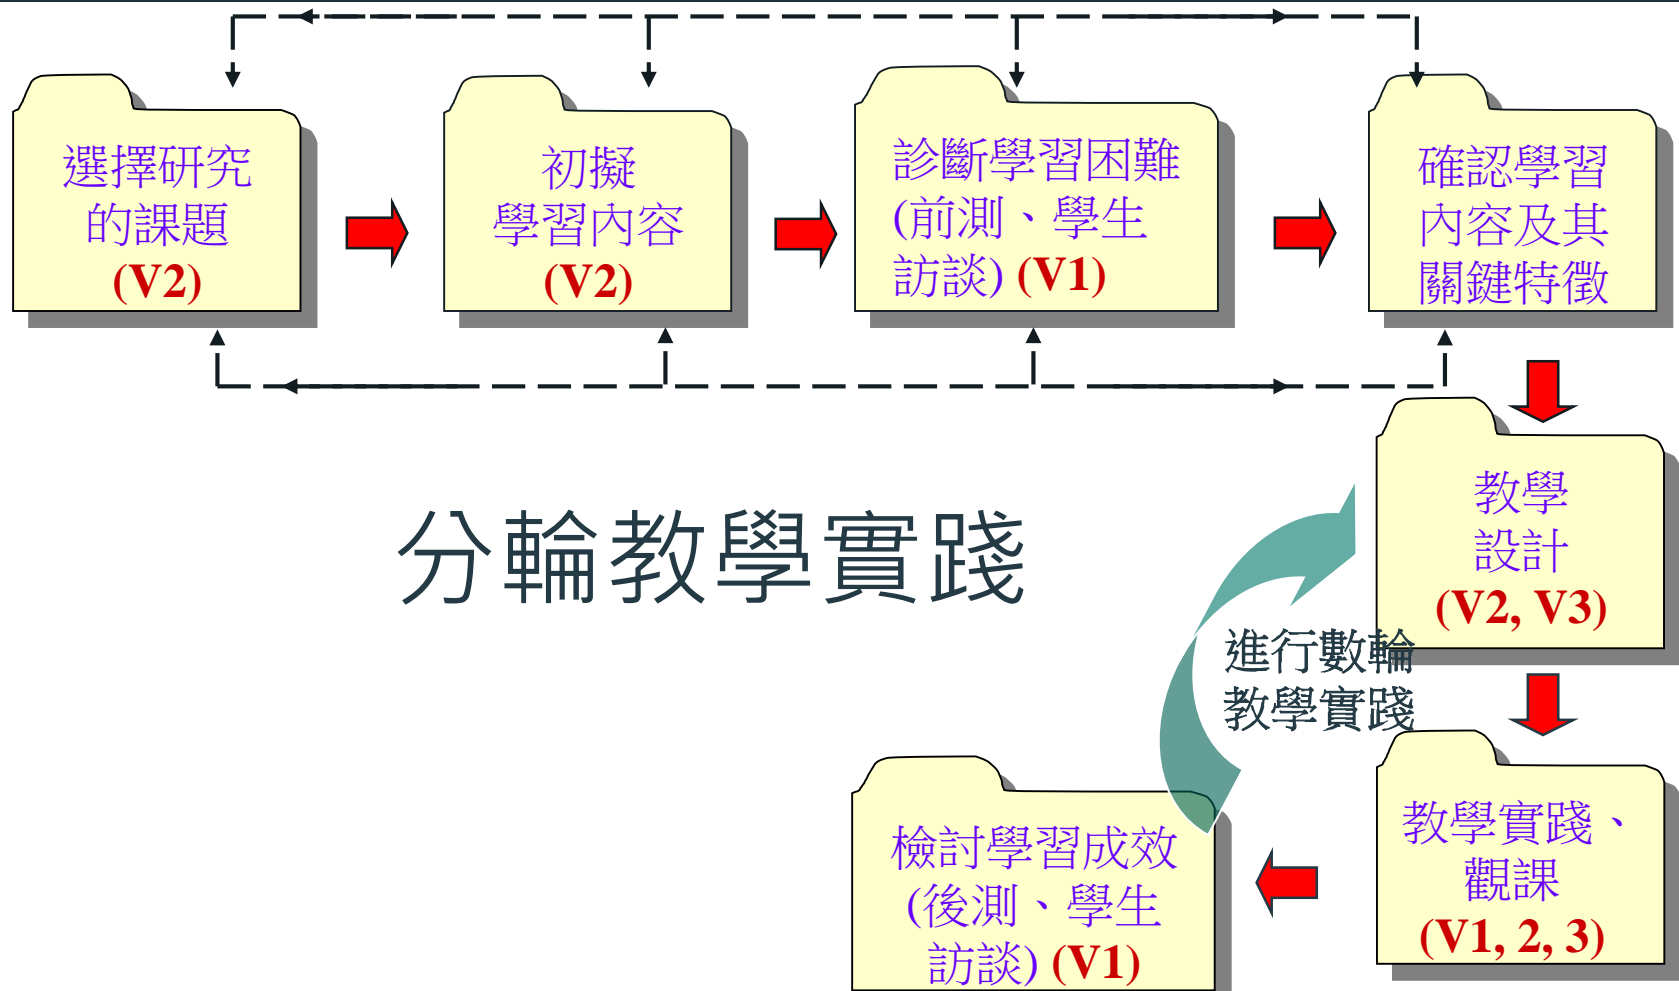 選擇研究
的課題
(V2)
初擬
學習內容
(V2)
診斷學習困難
(前測、學生
訪談) (V1)
確認學習
內容及其
關鍵特徵
教學
設計
(V2, V3)
分輪教學實踐
進行數輪
教學實踐
教學實踐、
觀課
(V1, 2, 3)
檢討學習成效
(後測、學生
訪談) (V1)